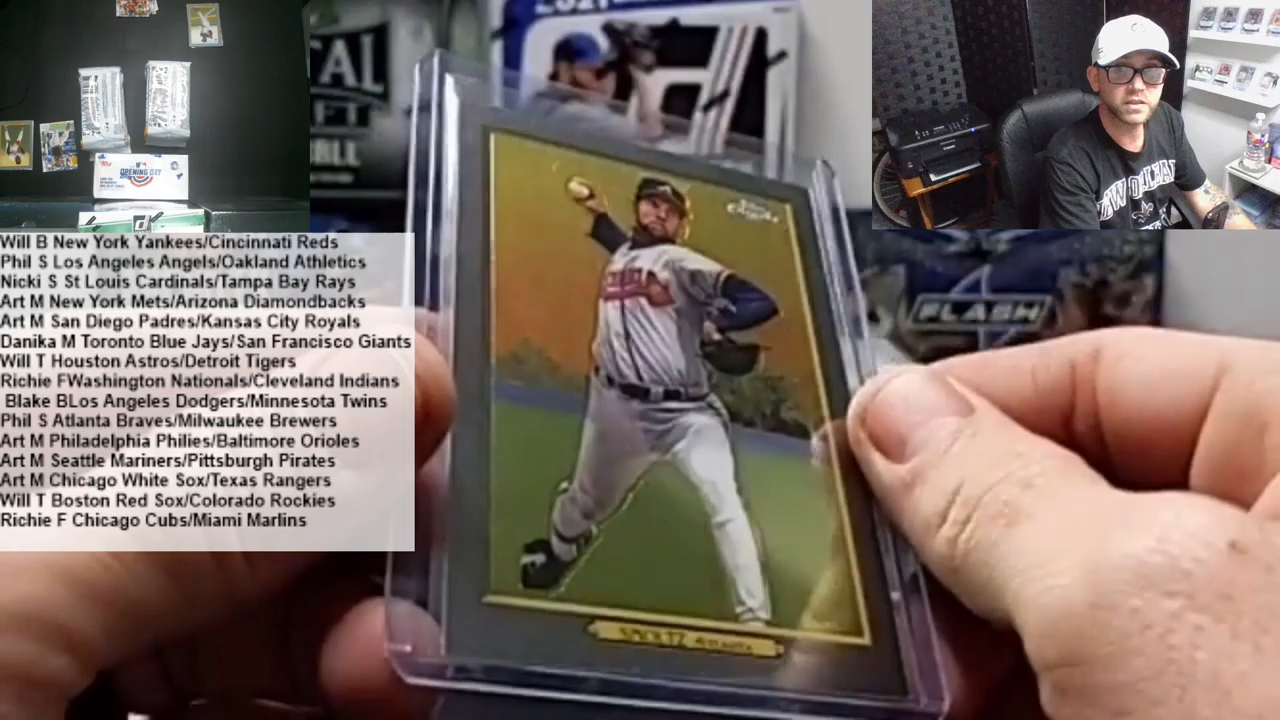 OPENING DAY
Will B New York Yankees/Cincinnati Reds
Phil S Los Angeles Angels/Oakland Athletics
Nicki S St Louis Cardinals/Tampa Bay Rays
Art M New York Mets/Arizona Diamondbacks
Art M San Diego Padres/Kansas City Royals
Danika M Toronto Blue Jays/San Francisco Giants
Will T Houston Astros/Detroit Tigers
Richie FWashington Nationals/Cleveland Indians
Blake BLos Angeles Dodgers/Minnesota Twins
Phil S Atlanta Braves/Milwaukee Brewers
Art M Philadelphia Philies/Baltimore Orioles
Art M Seattle Mariners/Pittsburgh Pirates
Art M Chicago White Sox/Texas Rangers
Will T Boston Red Sox/Colorado Rockies
Richie F Chicago Cubs/Miami Marlins
FLASH
SMOLTZ ATLANTA